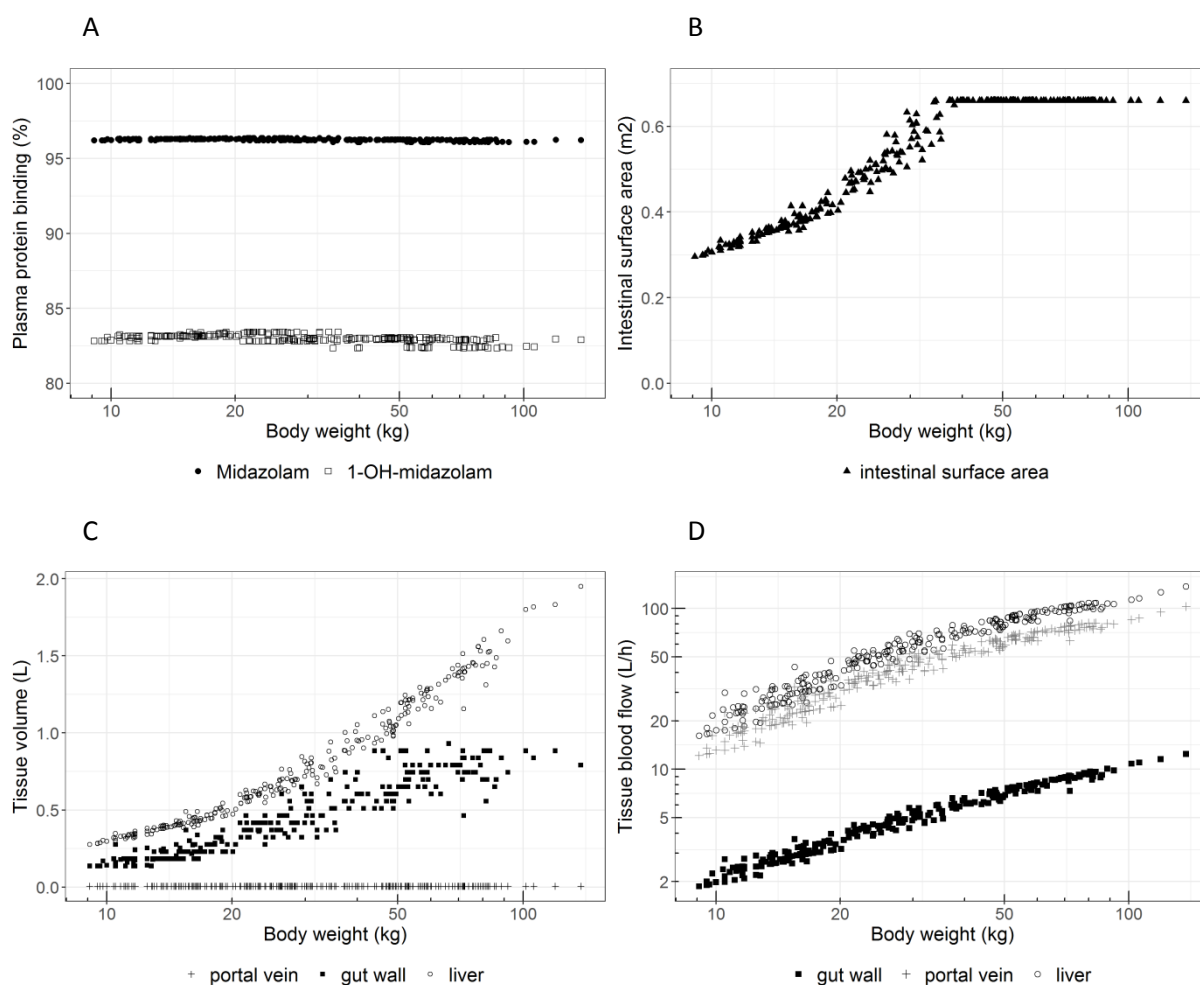 A
100
95
90
85
80
Plasma protein binding (%)
10 20 50 100
Body weight (kg)
Midazolam 1-OH-midazolam
B
0.6
0.4
0.2
0.0
Intestinal surface area (m2)
10 20 50 100
Body weight (kg)
intestinal surface area
C
2.0
1.5
1.0
0.5
0.0
Tissue volume (L)
10 20 50 100
Body weight (kg)
portal vein gut wall liver
D
100
50
20
10
5
2
Tissue blood flow (L/h)
10 20 50 100
Body weight (kg)
gut wall portal vein liver